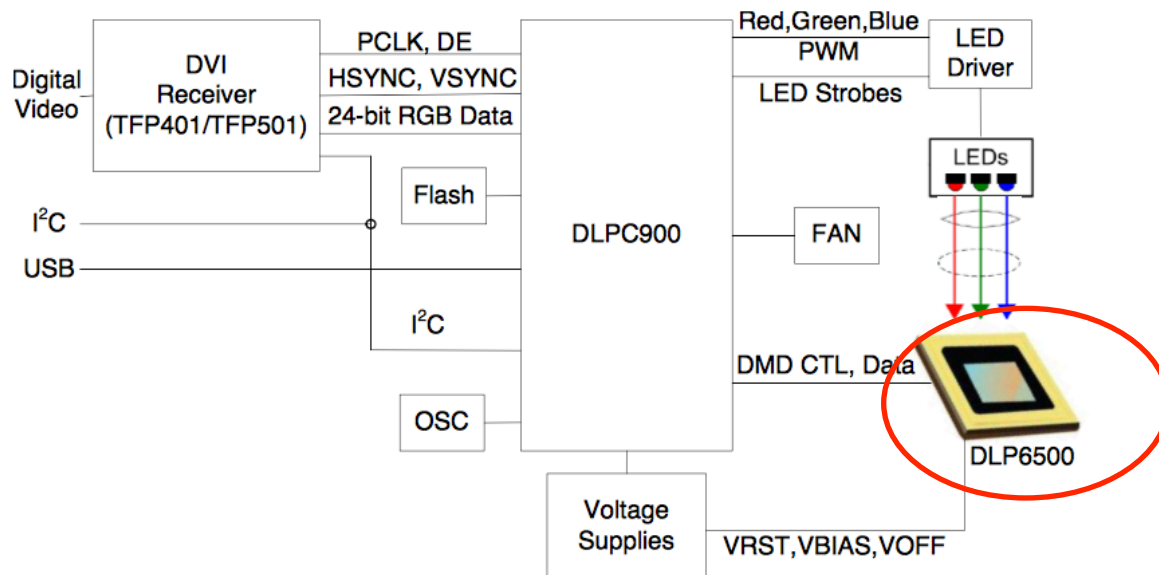 Digital
Video
DVI
Receiver
(TFP401/TFP501)
PCLK, DE
HSYNC, VSYNC
24-bit RGB Data
I²C
USB
Flash
I²C
OSC
DLPC900
Red,Green,Blue
PWM
LED Strobes
LED
Driver
LEDs
FAN
DMD CTL, Data
DLP6500
Voltage
Supplies
VRST,VBIAS,VOFF